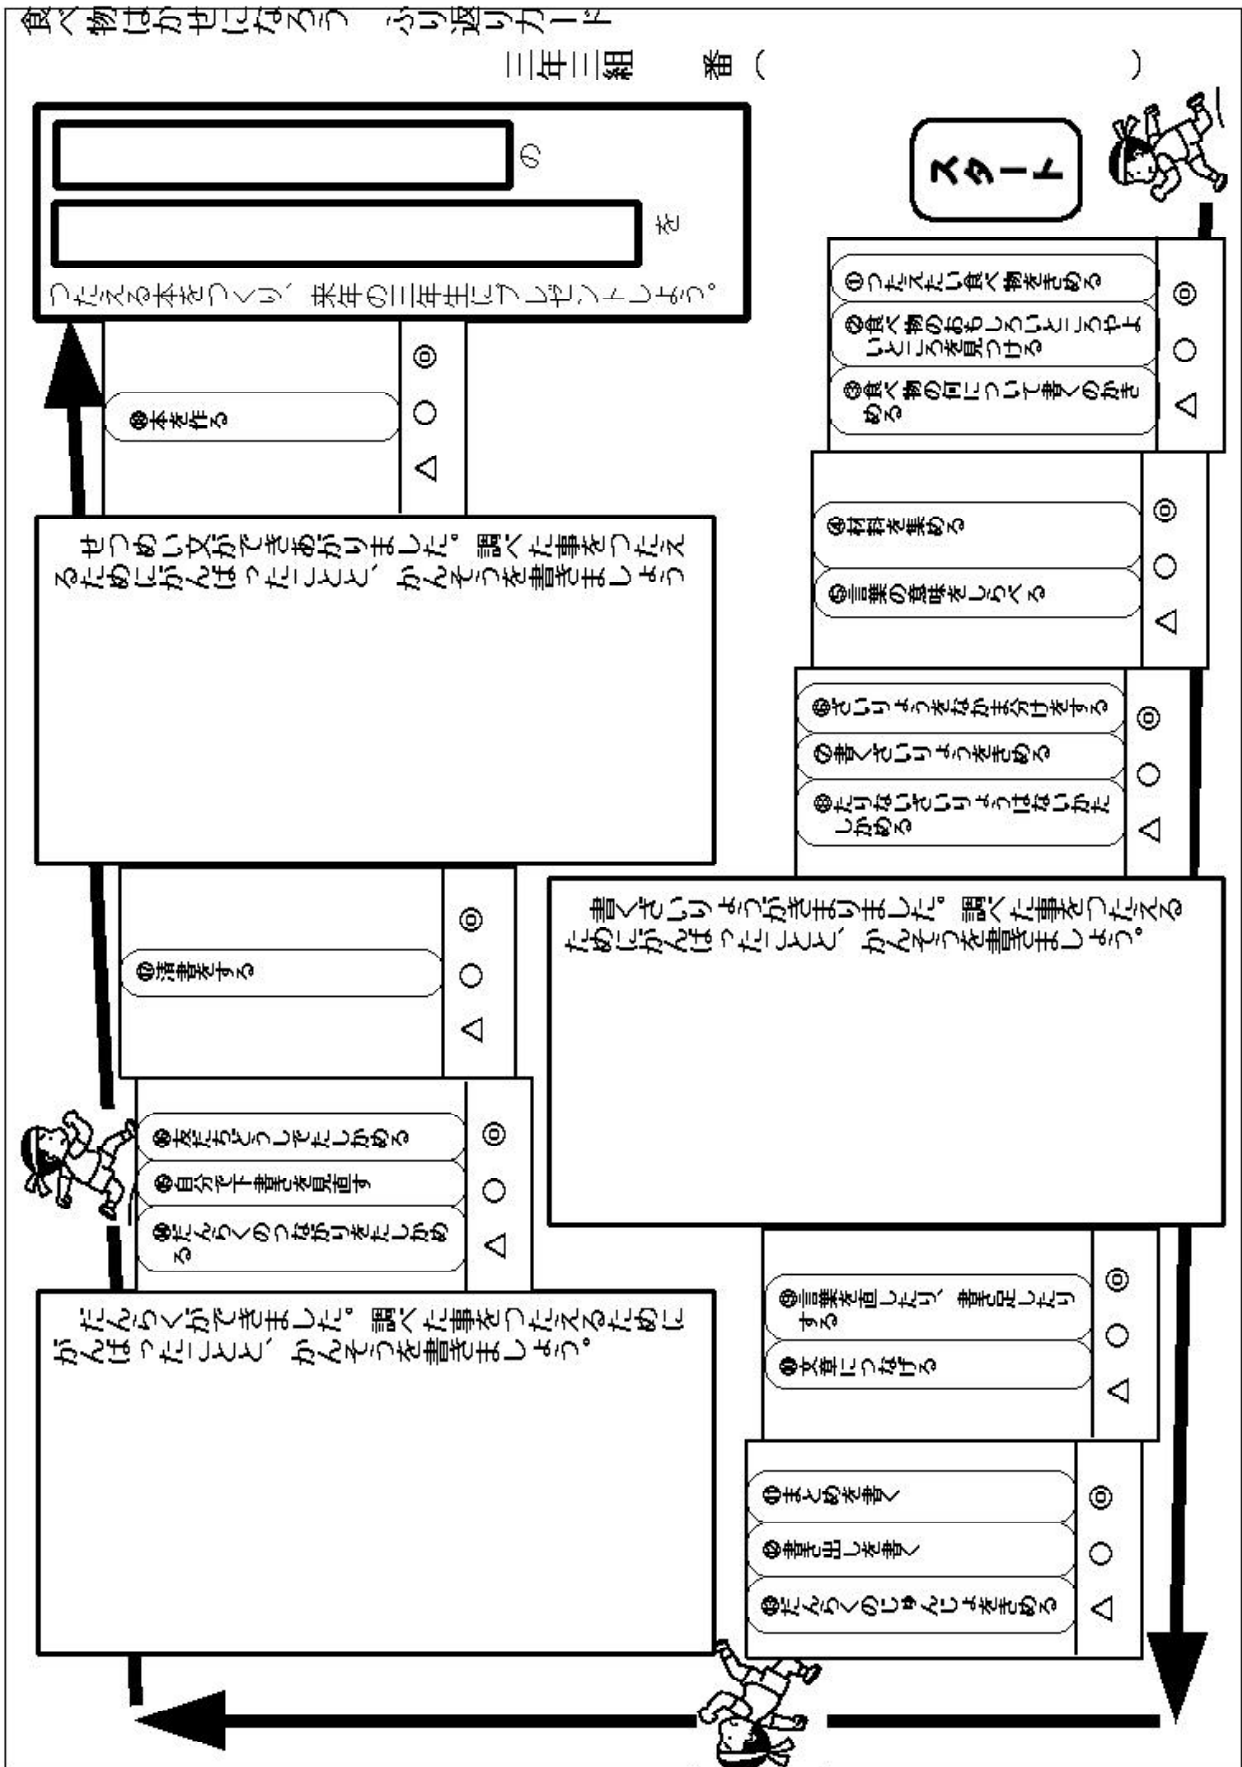 食べ物はかせになろう ふり返りカード
三年三組 番( )
の
を
つたえる本をつくり、来年の三年生にプレゼントしよう。
スタート
①つたえたい食べ物をきめる
②食べ物のおもしろいところやよ
いところを見つける
③食べ物の何について書くのかき
める
◎ ○ △
④材料を集める
⑤言葉の意味をしらべる
◎ ○ △
⑥ざいりょうをなかま分けをする
⑦書くざいりょうをきめる
⑧たりないざいりょうはないかた
しかめる
◎ ○ △
書くざいりょうがきまりました。調べた事をつたえる
ためにがんばったことと、かんそうを書きましょう。
⑨言葉を直したり、書き足したり
する
⑩文章につなげる
◎ ○ △
⑪まとめを書く
⑫書き出しを書く
⑬だんらくのじゅんじょをきめる
◎ ○ △
だんらくができました。調べた事をつたえるために
がんばったことと、かんそうを書きましょう。
⑭だんらくのつながりをたしかめ
る
⑮自分で下書きを見直す
⑯友だちどうしでたしかめる
◎ ○ △
⑰清書をする
◎ ○ △
せつめい文ができあがりました。調べた事をつたえ
るためにがんばったことと、かんそうを書きましょう
⑱本を作る
◎ ○ △